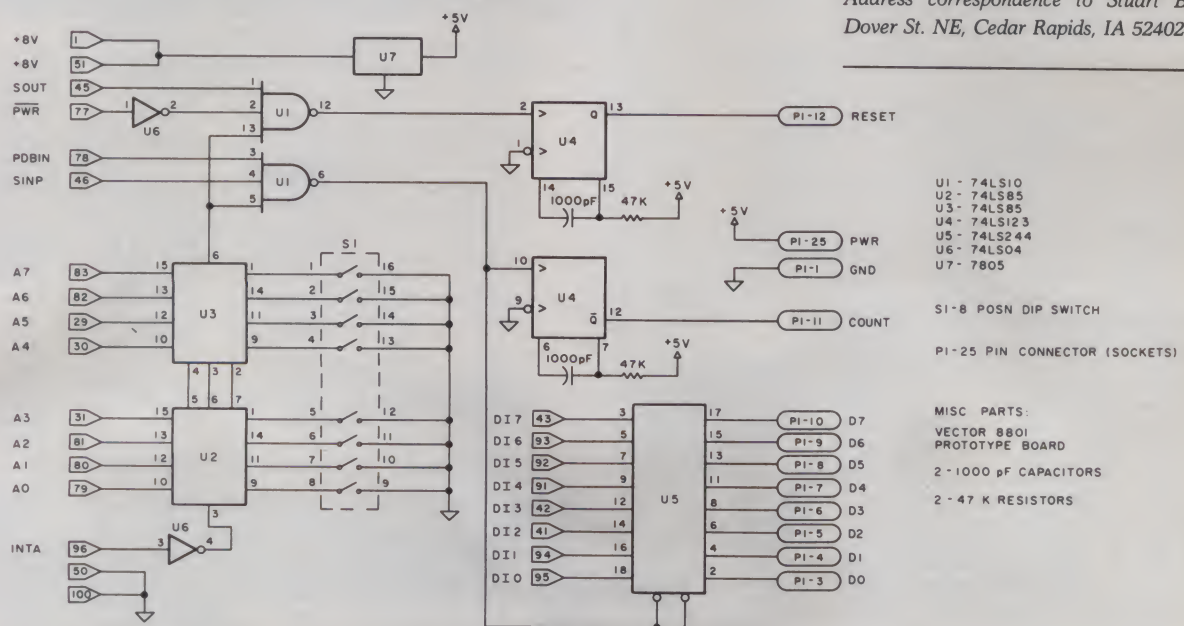 Address correspondence to Stuart
Dover St. NE, Cedar Rapids, IA 52402
+8V 1
+8V 51
SOUT 45
PWR 77
PDBIN 78
SINP 46
1 U6 2
1 2 13 U1 12
3 4 5 U1 6
U7
+5V
2 > Q 13
U4
1 >
14 15
1000pF 47K +5V
P1-12 RESET
+5V
P1-25 PWR
P1-1 GND
10 >
U4
9 > Q 12
6 7
1000pF 47K +5V
P1-11 COUNT
A7 83 15
A6 82 13
A5 29 12
A4 30 10
6
U3
1 14 11 9
4 3 2
S1
1 16
2 15
3 14
4 13
5 6 7
A3 31 15
A2 81 13
A1 80 12
A0 79 10
U2
1 14 11 9
3
5 12
6 11
7 10
8 9
U6
INTA 96 3 4
50
100
DI7 43 3 17 P1-10 D7
DI6 93 5 15 P1-9 D6
DI5 92 7 13 P1-8 D5
DI4 91 9 11 P1-7 D4
DI3 42 12 8 P1-6 D3
DI2 41 14 6 P1-5 D2
DI1 94 16 4 P1-4 D1
DI0 95 18 2 P1-3 D0
U5
U1 - 74LS10
U2 - 74LS85
U3 - 74LS85
U4 - 74LS123
U5 - 74LS244
U6 - 74LS04
U7 - 7805
S1-8 POSN DIP SWITCH
P1-25 PIN CONNECTOR (SOCKETS)
MISC PARTS:
VECTOR 8801
PROTOTYPE BOARD
2-1000 pF CAPACITORS
2-47 K RESISTORS